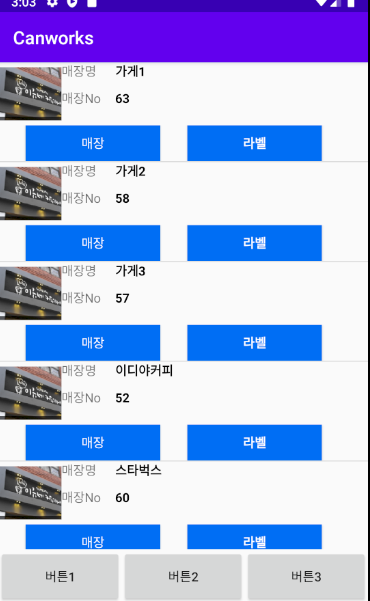 3:03
Canworks
매장명 가게1
매장No 63
매장 라벨
매장명 가게2
매장No 58
매장 라벨
매장명 가게3
매장No 57
매장 라벨
매장명 이디야커피
매장No 52
매장 라벨
매장명 스타벅스
매장No 60
매장 라벨
버튼1 버튼2 버튼3